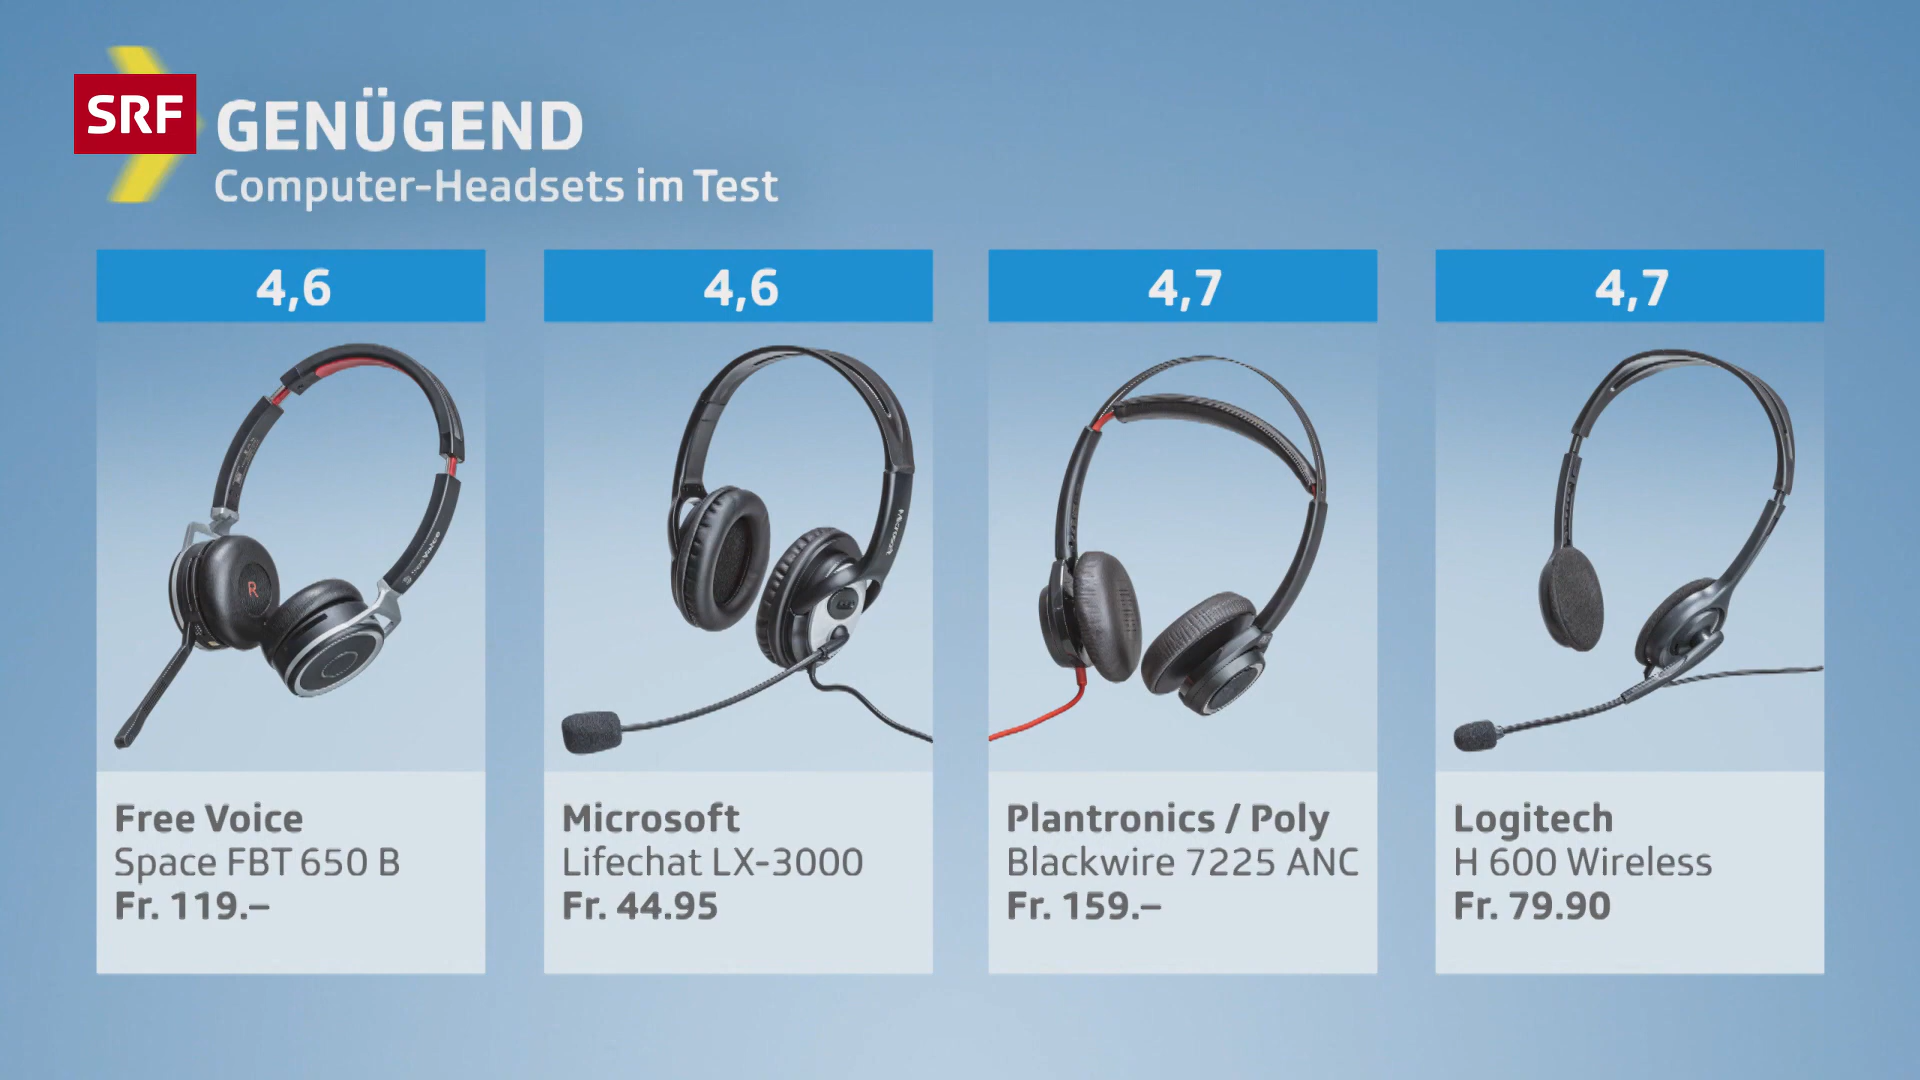 SRF
GENÜGEND
Computer-Headsets im Test
4,6
4,6
4,7
4,7
R
Free Voice
Space FBT 650 B
Fr. 119.–
Microsoft
Lifechat LX-3000
Fr. 44.95
Plantronics / Poly
Blackwire 7225 ANC
Fr. 159.–
Logitech
H 600 Wireless
Fr. 79.90